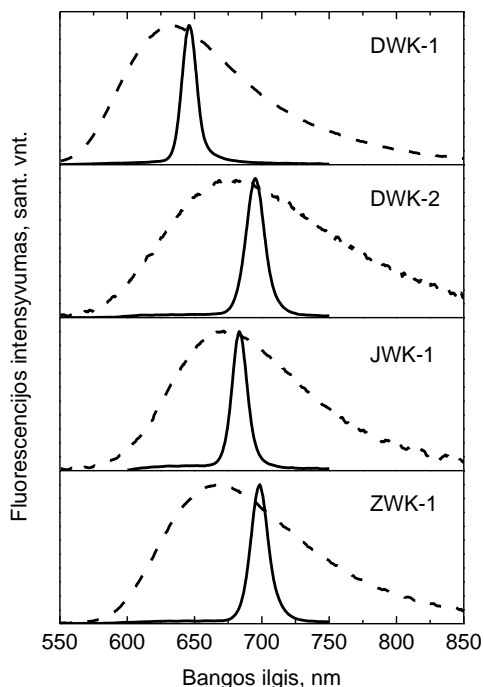 DWK-1
DWK-2
JWK-1
ZWK-1
Fluorescencijos intensyvumas, sant. vnt.
550 600 650 700 750 800 850
Bangos ilgis, nm